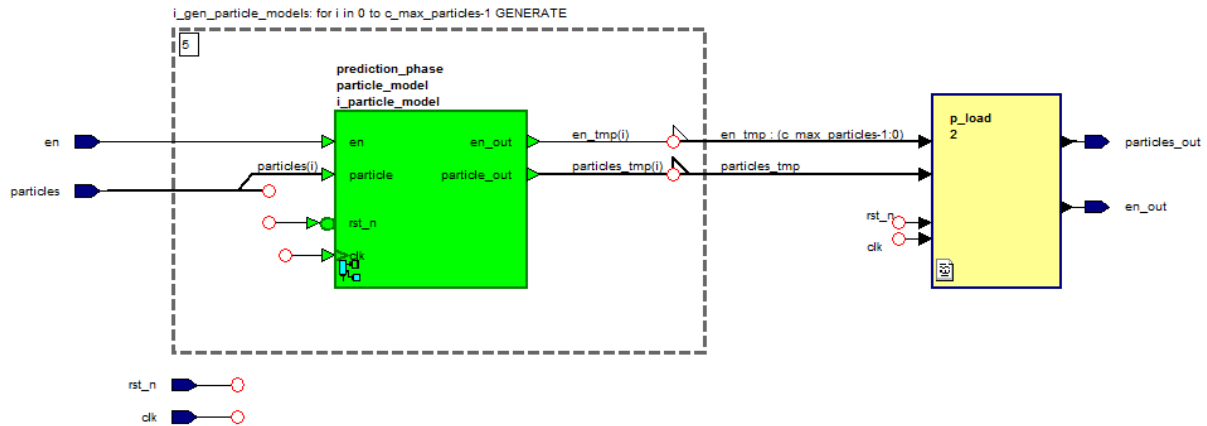 i_gen_particle_models: for i in 0 to c_max_particles-1 GENERATE
5
prediction_phase
particle_model
i_particle_model
p_load
2
en
en
en_out
en_tmp(i)
en_tmp : (c_max_particles-1:0)
particles_out
particles
particles(i)
particle
particle_out
particles_tmp(i)
particles_tmp
en_out
rst_n
clk
rst_n
clk
rst_n
clk